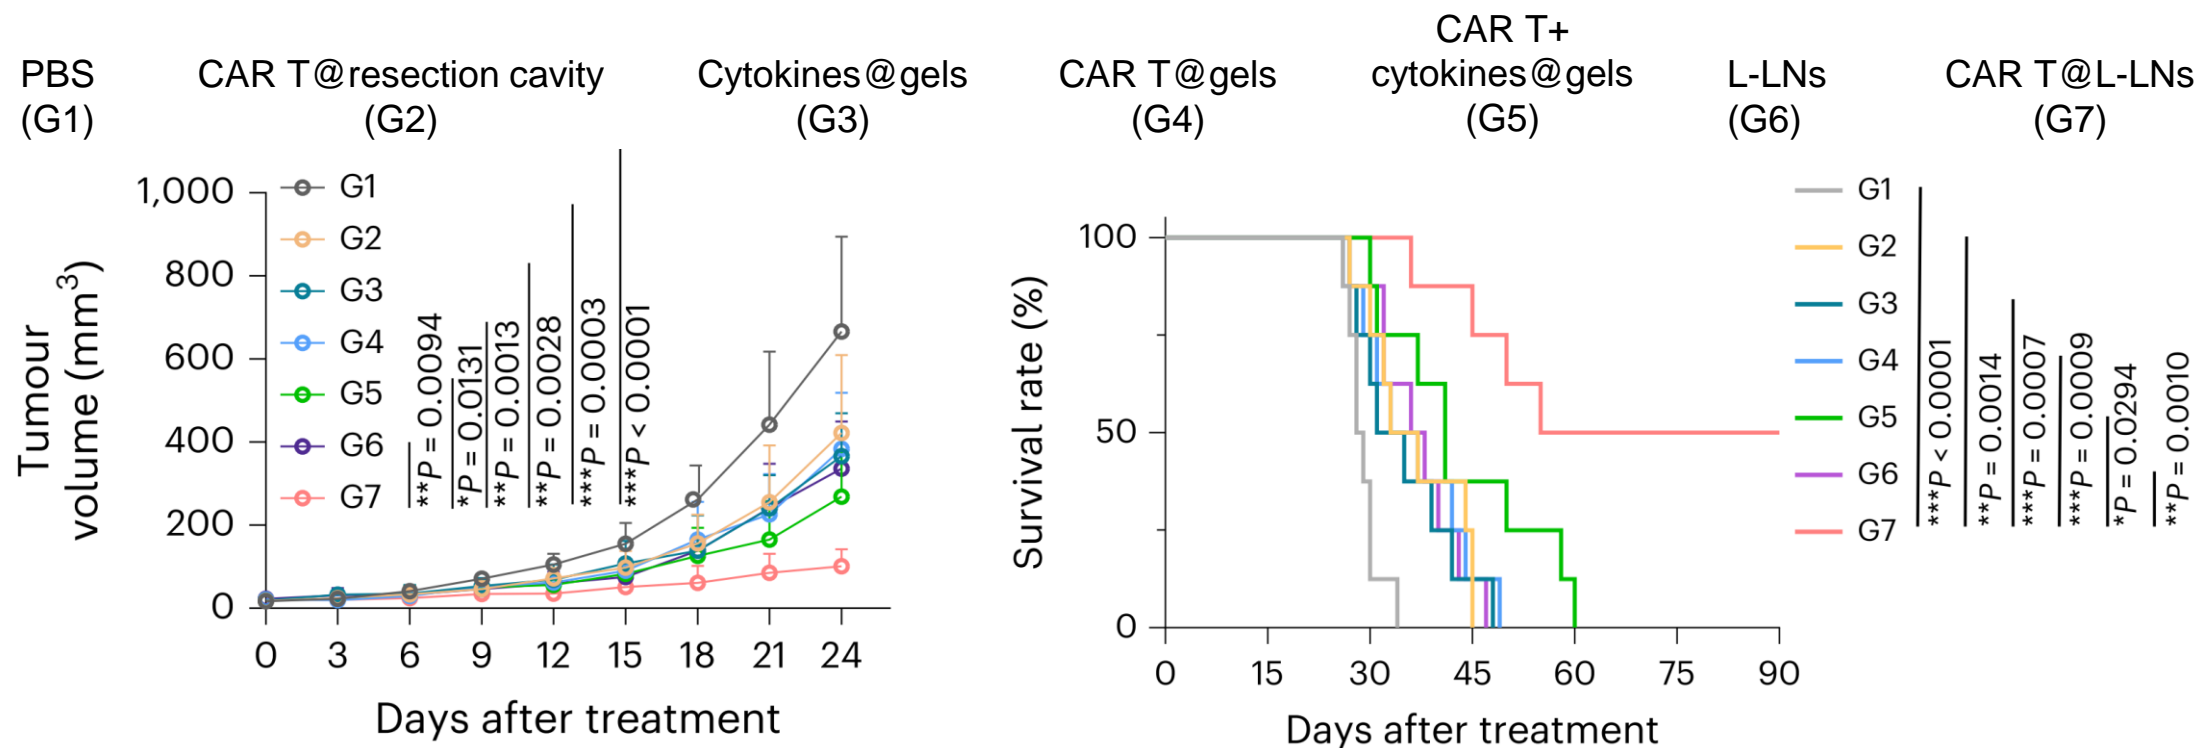 PBS
(G1)
CAR T@resection cavity
(G2)
Cytokines@gels
(G3)
CAR T@gels
(G4)
CAR T+
cytokines@gels
(G5)
L-LNs
(G6)
CAR T@L-LNs
(G7)
Tumour
volume (mm³)
1,000
800
600
400
200
0
G1
G2
G3
G4
G5
G6
G7
**P = 0.0094
*P = 0.0131
**P = 0.0013
**P = 0.0028
***P = 0.0003
***P < 0.0001
0 3 6 9 12 15 18 21 24
Days after treatment
Survival rate (%)
100
50
0
0 15 30 45 60 75 90
Days after treatment
G1
G2
G3
G4
G5
G6
G7
***P < 0.0001
**P = 0.0014
***P = 0.0007
***P = 0.0009
*P = 0.0294
**P = 0.0010